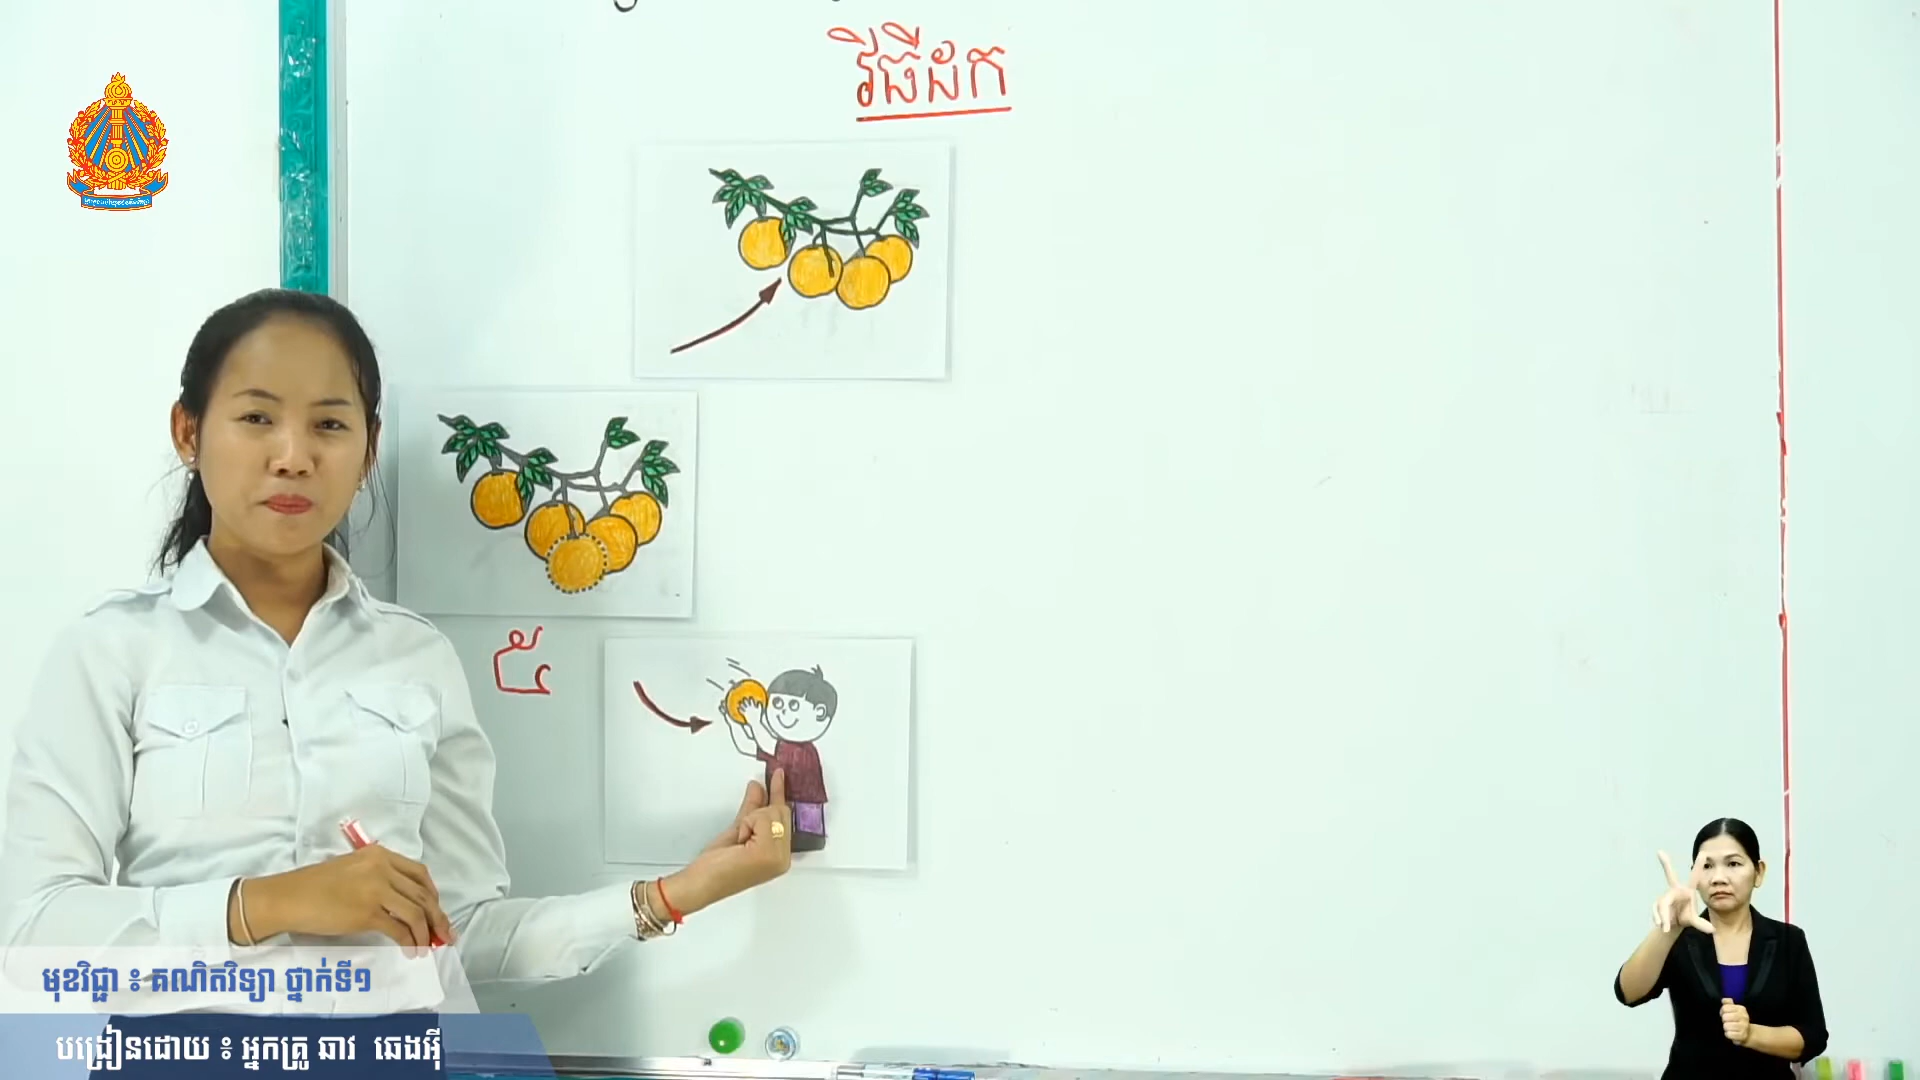 វិធីដក
៥
មុខវិជ្ជា ៖ គណិតវិទ្យា ថ្នាក់ទី១
បង្រៀនដោយ ៖ អ្នកគ្រូ ឆាវ ឆេងអ៊ី